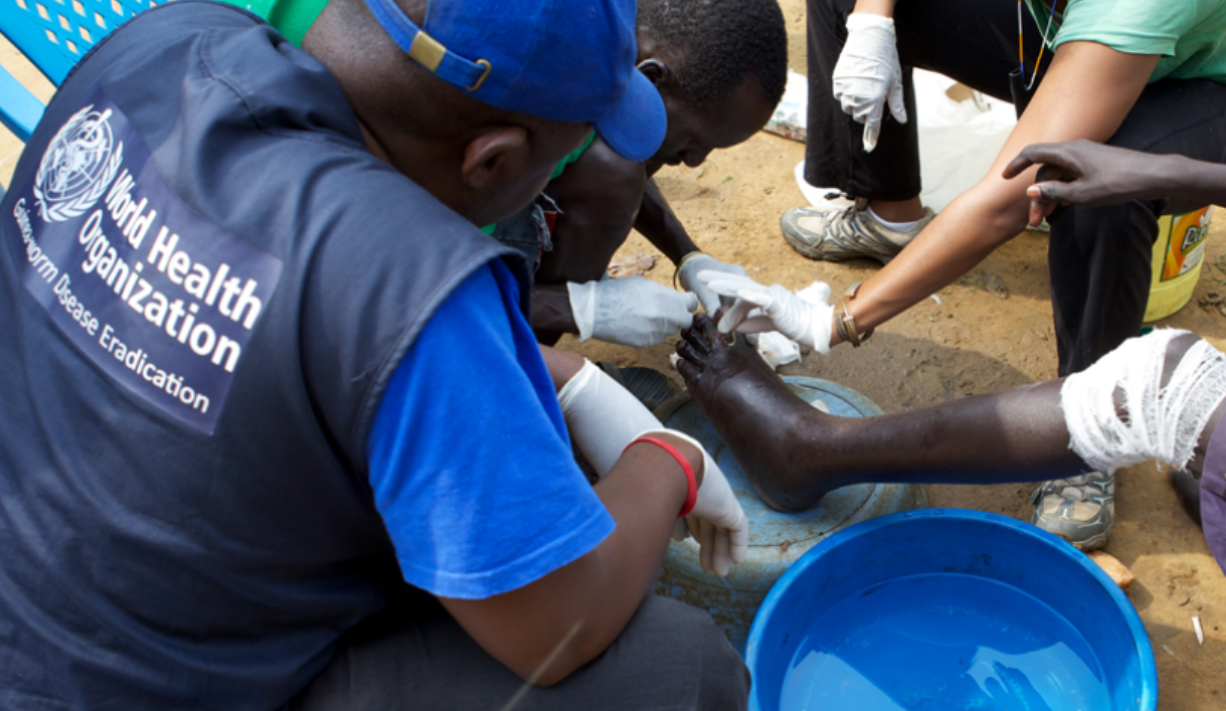 World Health
Organization
Guinea-worm Disease Eradication